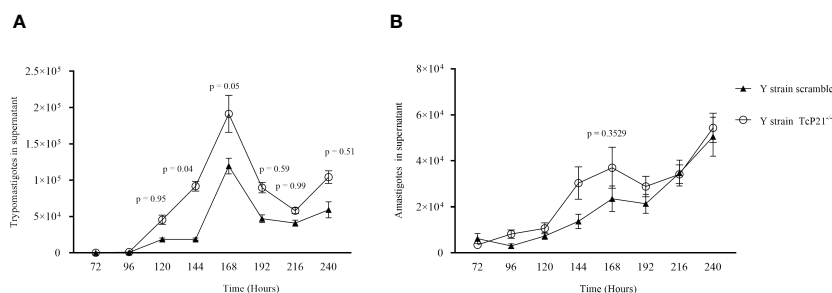 A
B
Trypomastigotes in supernatant
2.5×10⁵
2×10⁵
1.5×10⁵
1×10⁵
5×10⁴
0
p = 0.95
p = 0.04
p = 0.05
p = 0.59
p = 0.99
p = 0.51
72 96 120 144 168 192 216 240
Time (Hours)
Amastigotes in supernatant
8×10⁴
6×10⁴
4×10⁴
2×10⁴
0
p = 0.3529
72 96 120 144 168 192 216 240
Time (Hours)
Y strain scramble
Y strain TcP21⁻/⁻